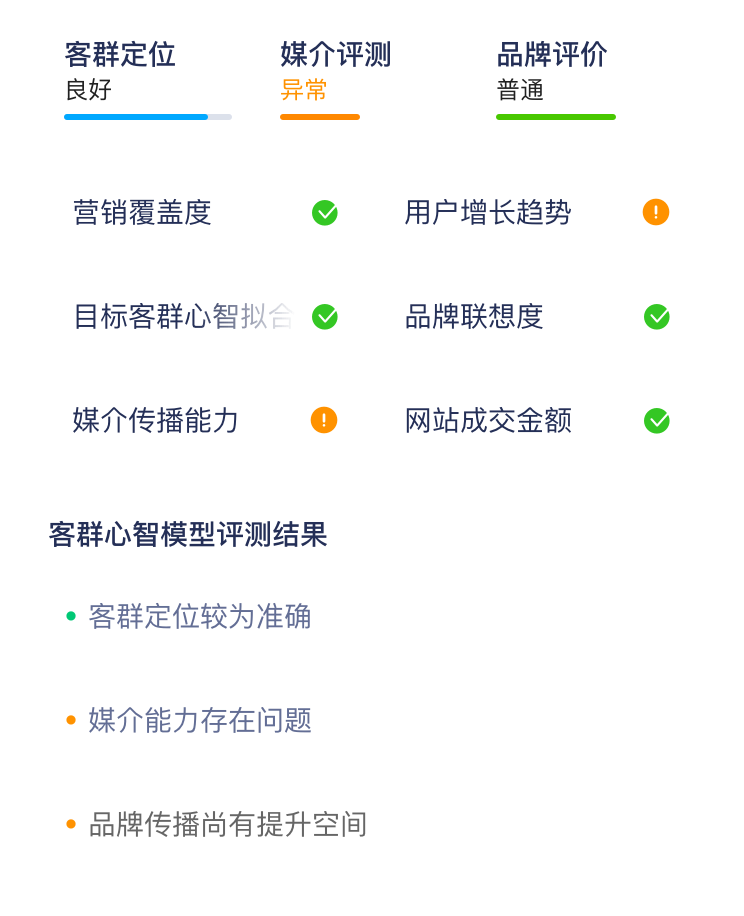 客群定位 媒介评测 品牌评价
良好 异常 普通
营销覆盖度 用户增长趋势
目标客群心智拟合 品牌联想度
媒介传播能力 网站成交金额
客群心智模型评测结果
客群定位较为准确
媒介能力存在问题
品牌传播尚有提升空间